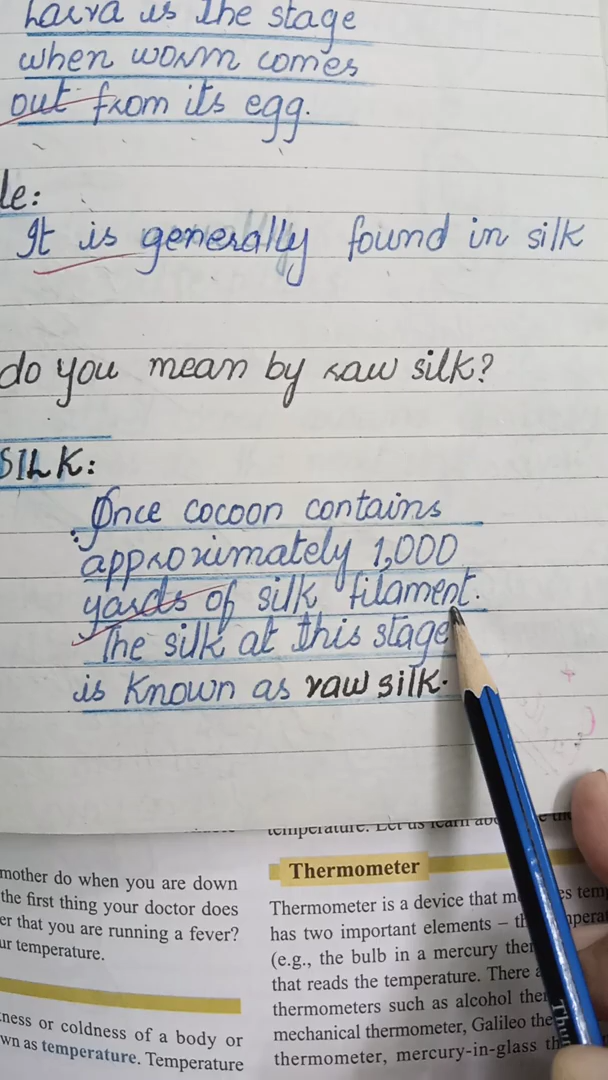 Larva is the stage
when worm comes
out from its egg.
le:
It is generally found in silk
do you mean by raw silk?
SILK:
Once cocoon contains
approximately 1,000
yards of silk filament.
The silk at this stage
is known as raw silk.
temperature. Let us learn
Thermometer
mother do when you are down
the first thing your doctor does
er that you are running a fever?
ur temperature.
ness or coldness of a body or
wn as temperature. Temperature
Thermometer is a device that
has two important elements –
(e.g., the bulb in a mercury
that reads the temperature. There
thermometers such as alcohol
mechanical thermometer, Galileo
thermometer, mercury-in-glass